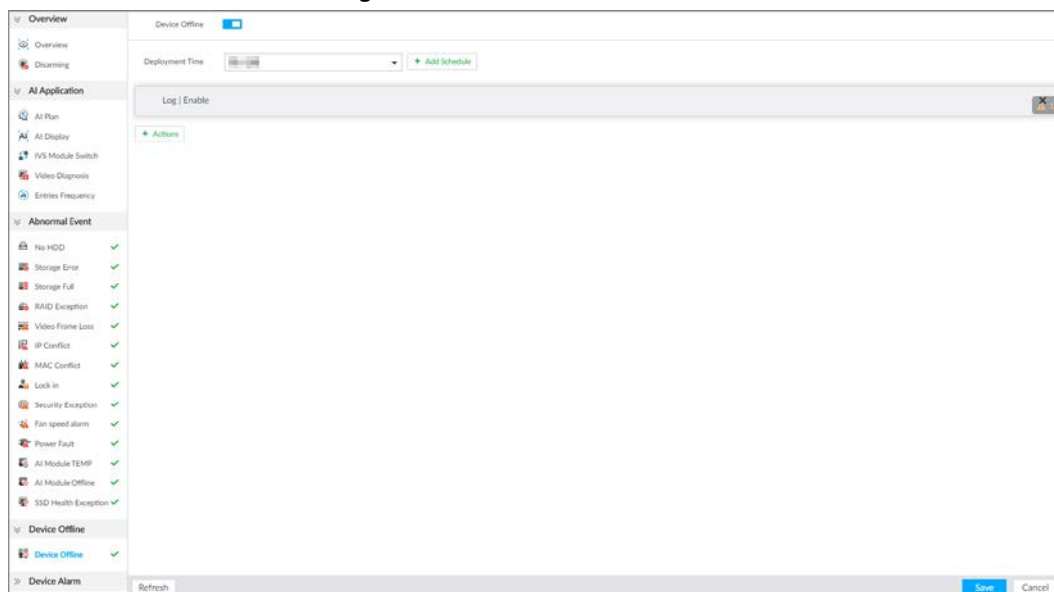 Overview
Overview
Disarming
AI Application
AI Plan
AI Display
IVS Module Switch
Video Diagnosis
Entries Frequency
Abnormal Event
No HDD
Storage Error
Storage Full
RAID Exception
Video Frame Loss
IP Conflict
MAC Conflict
Lock in
Security Exception
Fan speed alarm
Power Fault
AI Module TEMP
AI Module Offline
SSD Health Exception
Device Offline
Device Offline
Device Alarm
Device Offline
Deployment Time
+ Add Schedule
Log | Enable
+ Actions
Refresh
Save
Cancel